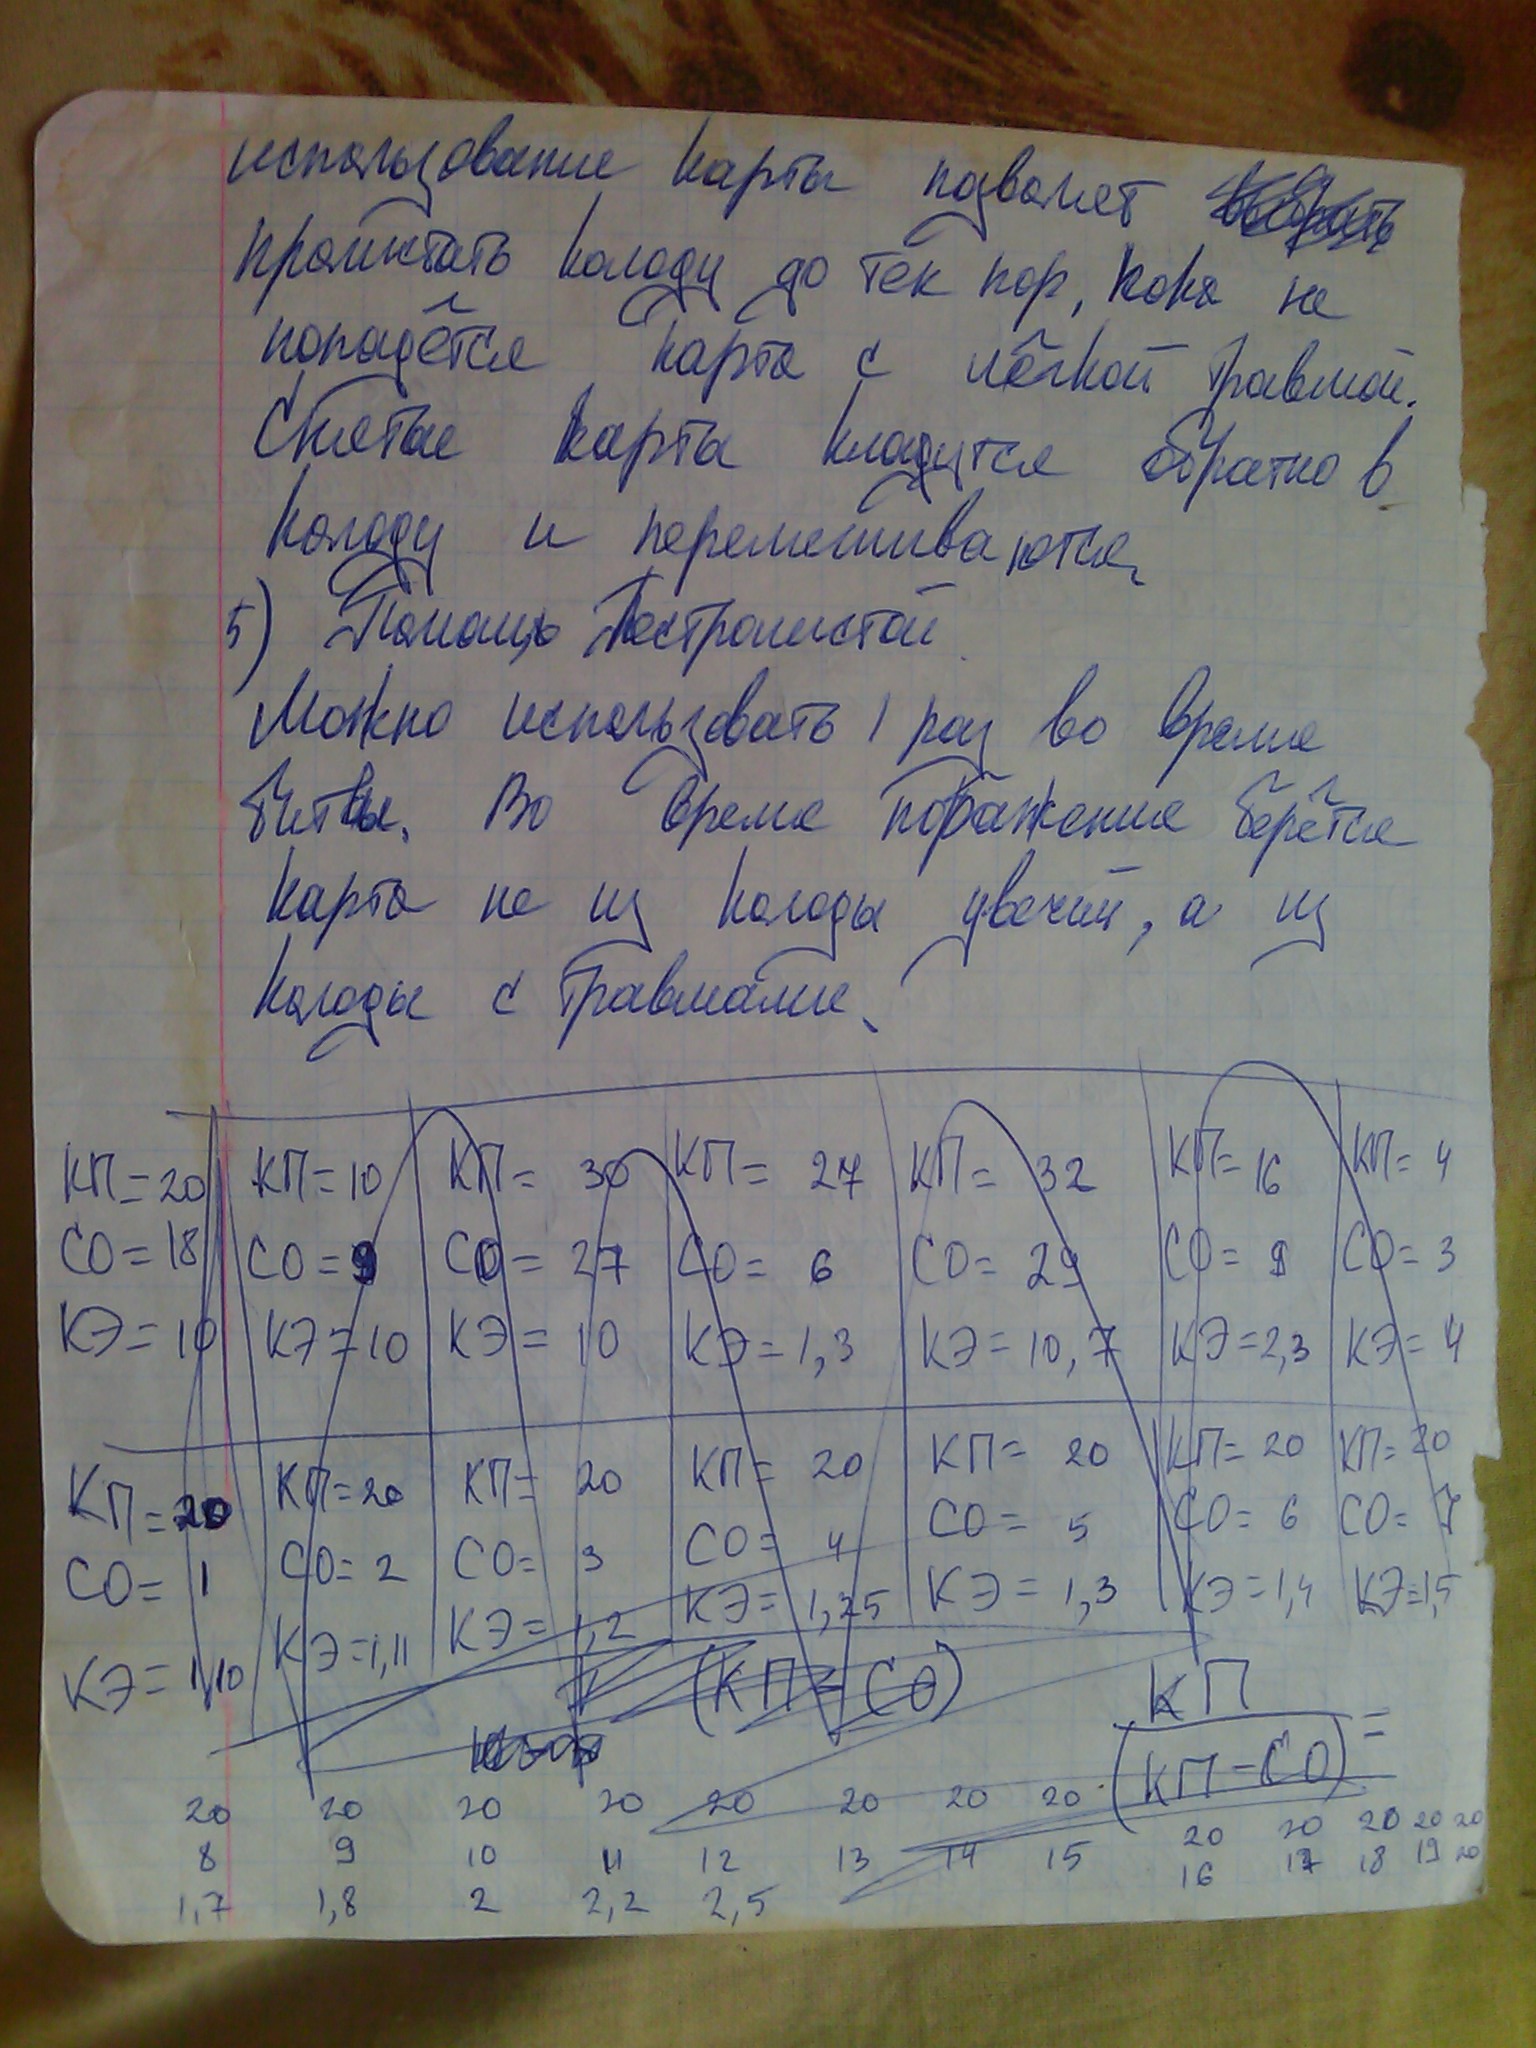 использование карты позволяет
пролистать колоду до тех пор, пока не
попадётся карта с лёгкой травмой.
Снятые карты кладутся обратно в
колоду и перемешиваются.
5) Помощь
Можно использовать 1 раз во время
битвы. Во время поражения берётся
карта не из колоды увечий, а из
колоды с травмами.
КП=20 КП=10 КП= 30 КП= 27 КП= 32 КП= 16 КП= 4
СО=18 СО=9 СО= 27 СО= 6 СО= 29 СО= 9 СО= 3
КЭ=10 КЭ=10 КЭ= 10 КЭ= 1,3 КЭ= 10,7 КЭ=2,3 КЭ= 4
КП=20 КП=20 КП= 20 КП= 20 КП= 20 КП= 20 КП= 20
СО= 1 СО= 2 СО= 3 СО= 4 СО= 5 СО= 6 СО= 7
КЭ= 1,10 КЭ=1,11 КЭ= 1,2 КЭ= 1,25 КЭ= 1,3 КЭ=1,4 КЭ=1,5
(КП - СО)
КП
(КП-СО) =
20 20 20 20 20 20 20 20 20 20 20 20 20
8 9 10 11 12 13 14 15 16 17 18 19 20
1,7 1,8 2 2,2 2,5